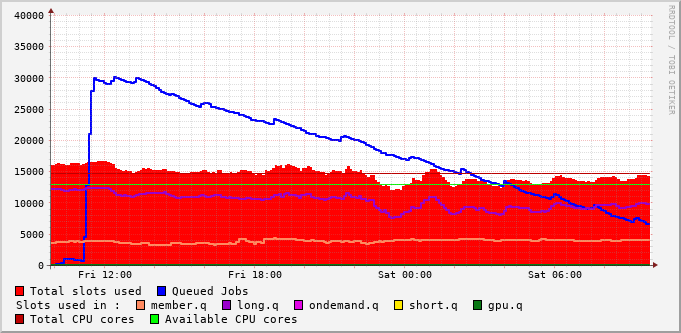 40000
35000
30000
25000
20000
15000
10000
5000
0
Fri 12:00 Fri 18:00 Sat 00:00 Sat 06:00
RRDTOOL / TOBI OETIKER
Total slots used Queued Jobs
Slots used in : member.q long.q ondemand.q short.q gpu.q
Total CPU cores Available CPU cores